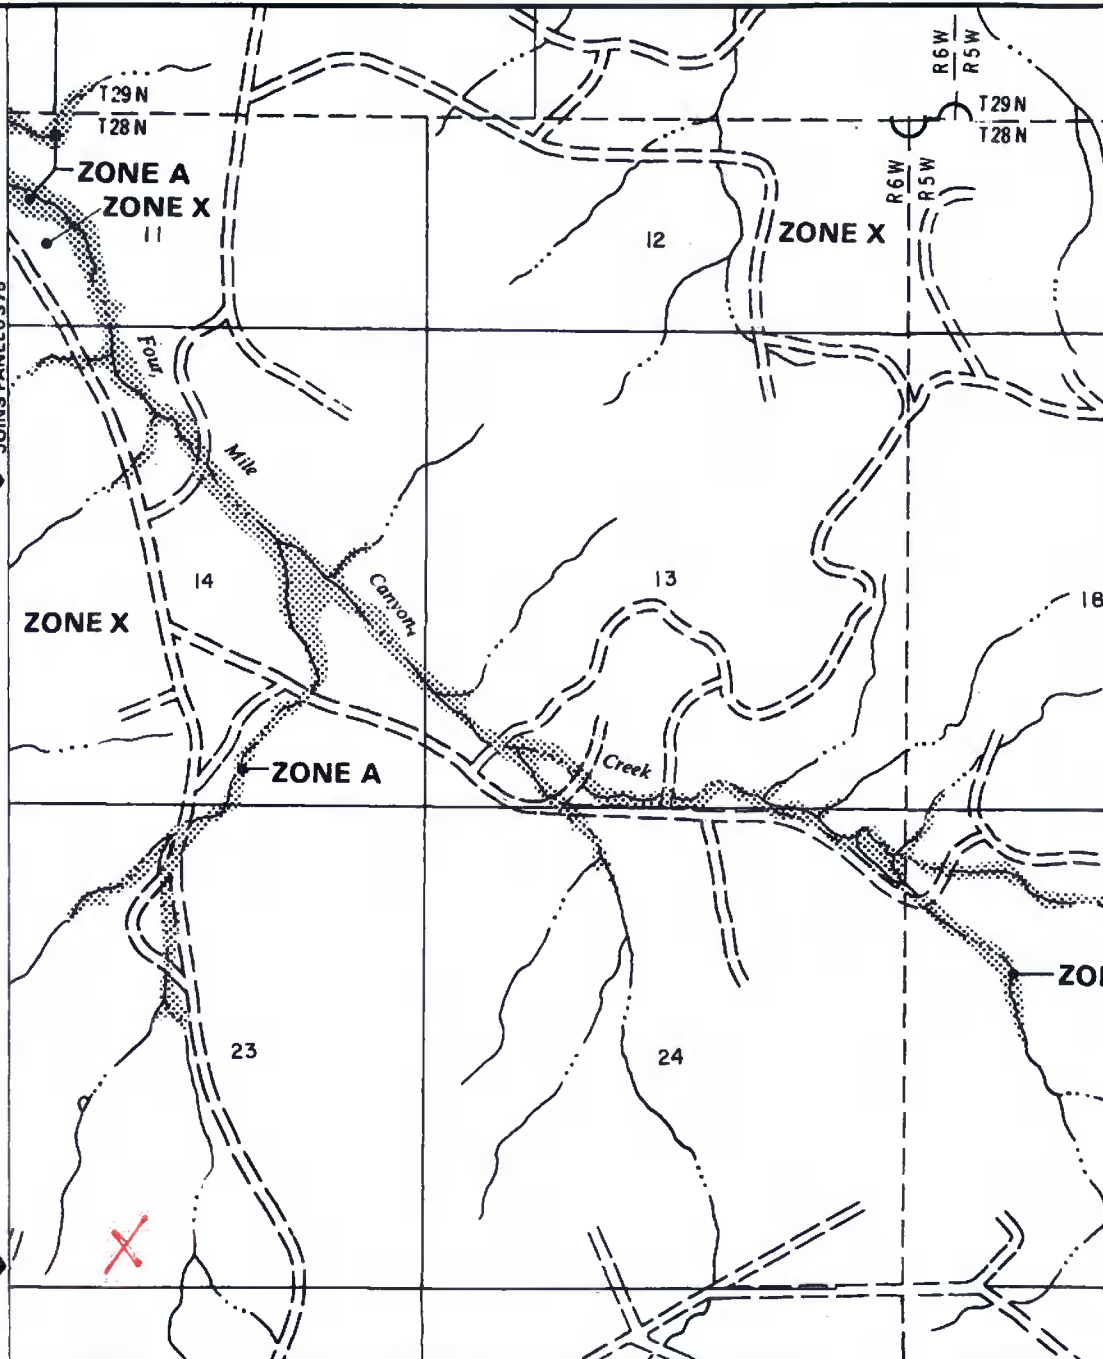 R6W
R5W
T29N
T28N
T29N
T28N
R6W
R5W
ZONE A
ZONE X
11
12
ZONE X
Four
Mile
14
Canyon
13
18
ZONE X
Creek
ZONE A
23
24